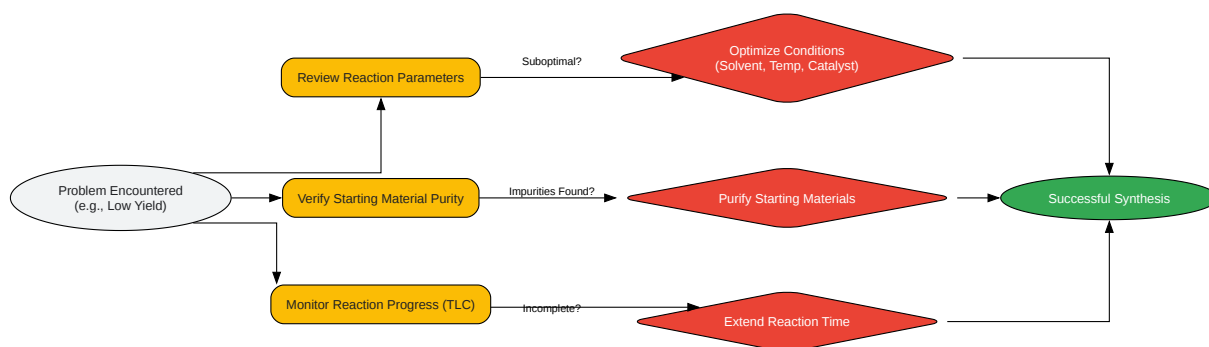 Optimize Conditions
(Solvent, Temp, Catalyst)
Suboptimal?
Review Reaction Parameters
Problem Encountered
(e.g., Low Yield)
Verify Starting Material Purity
Impurities Found?
Purify Starting Materials
Successful Synthesis
Monitor Reaction Progress (TLC)
Incomplete?
Extend Reaction Time